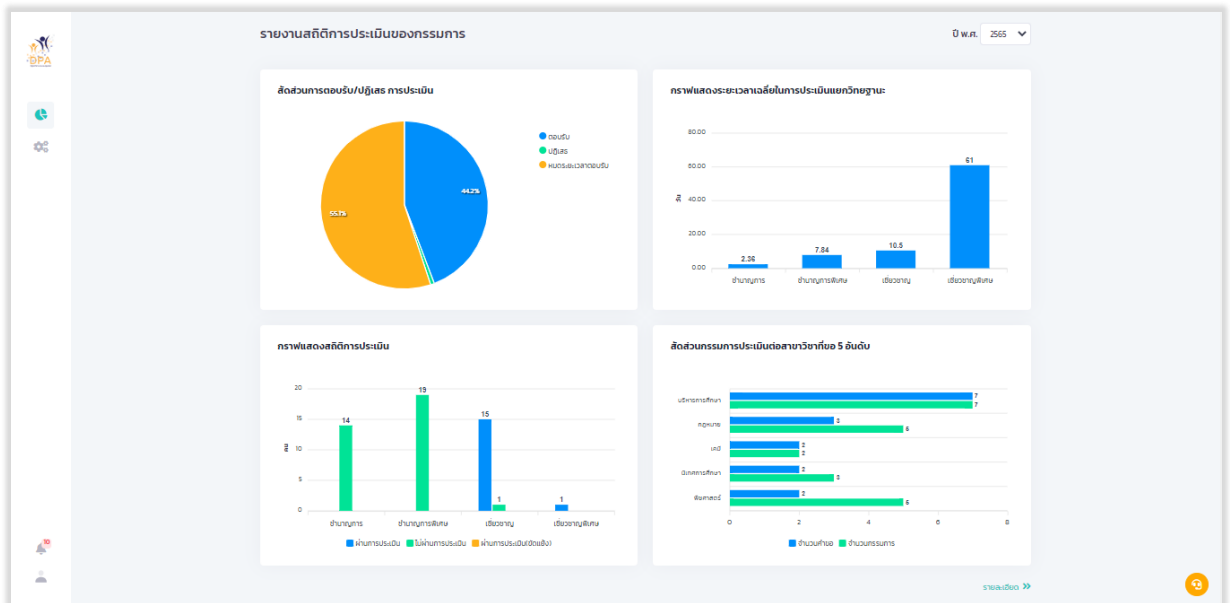 รายงานสถิติการประเมินของกรรมการ
ปี พ.ศ. 2565
DPA
สัดส่วนการตอบรับ/ปฏิเสธ การประเมิน
ตอบรับ
ปฏิเสธ
หมดระยะเวลาตอบรับ
44.2%
55.1%
กราฟแสดงระยะเวลาเฉลี่ยในการประเมินแยกวิทยฐานะ
80.00
60.00
40.00
20.00
0.00
วัน
2.36
7.84
10.5
61
ชำนาญการ
ชำนาญการพิเศษ
เชี่ยวชาญ
เชี่ยวชาญพิเศษ
กราฟแสดงสถิติการประเมิน
20
15
10
5
0
คน
14
19
15
1
1
ชำนาญการ
ชำนาญการพิเศษ
เชี่ยวชาญ
เชี่ยวชาญพิเศษ
ผ่านการประเมิน
ไม่ผ่านการประเมิน
ผ่านการประเมิน(ขัดแย้ง)
สัดส่วนกรรมการประเมินต่อสาขาวิชาที่ขอ 5 อันดับ
บริหารการศึกษา
7
7
กฎหมาย
เคมี
2
2
นิเทศการศึกษา
2
3
พืชศาสตร์
2
0
2
4
6
8
จำนวนคำขอ
จำนวนกรรมการ
10
รายละเอียด